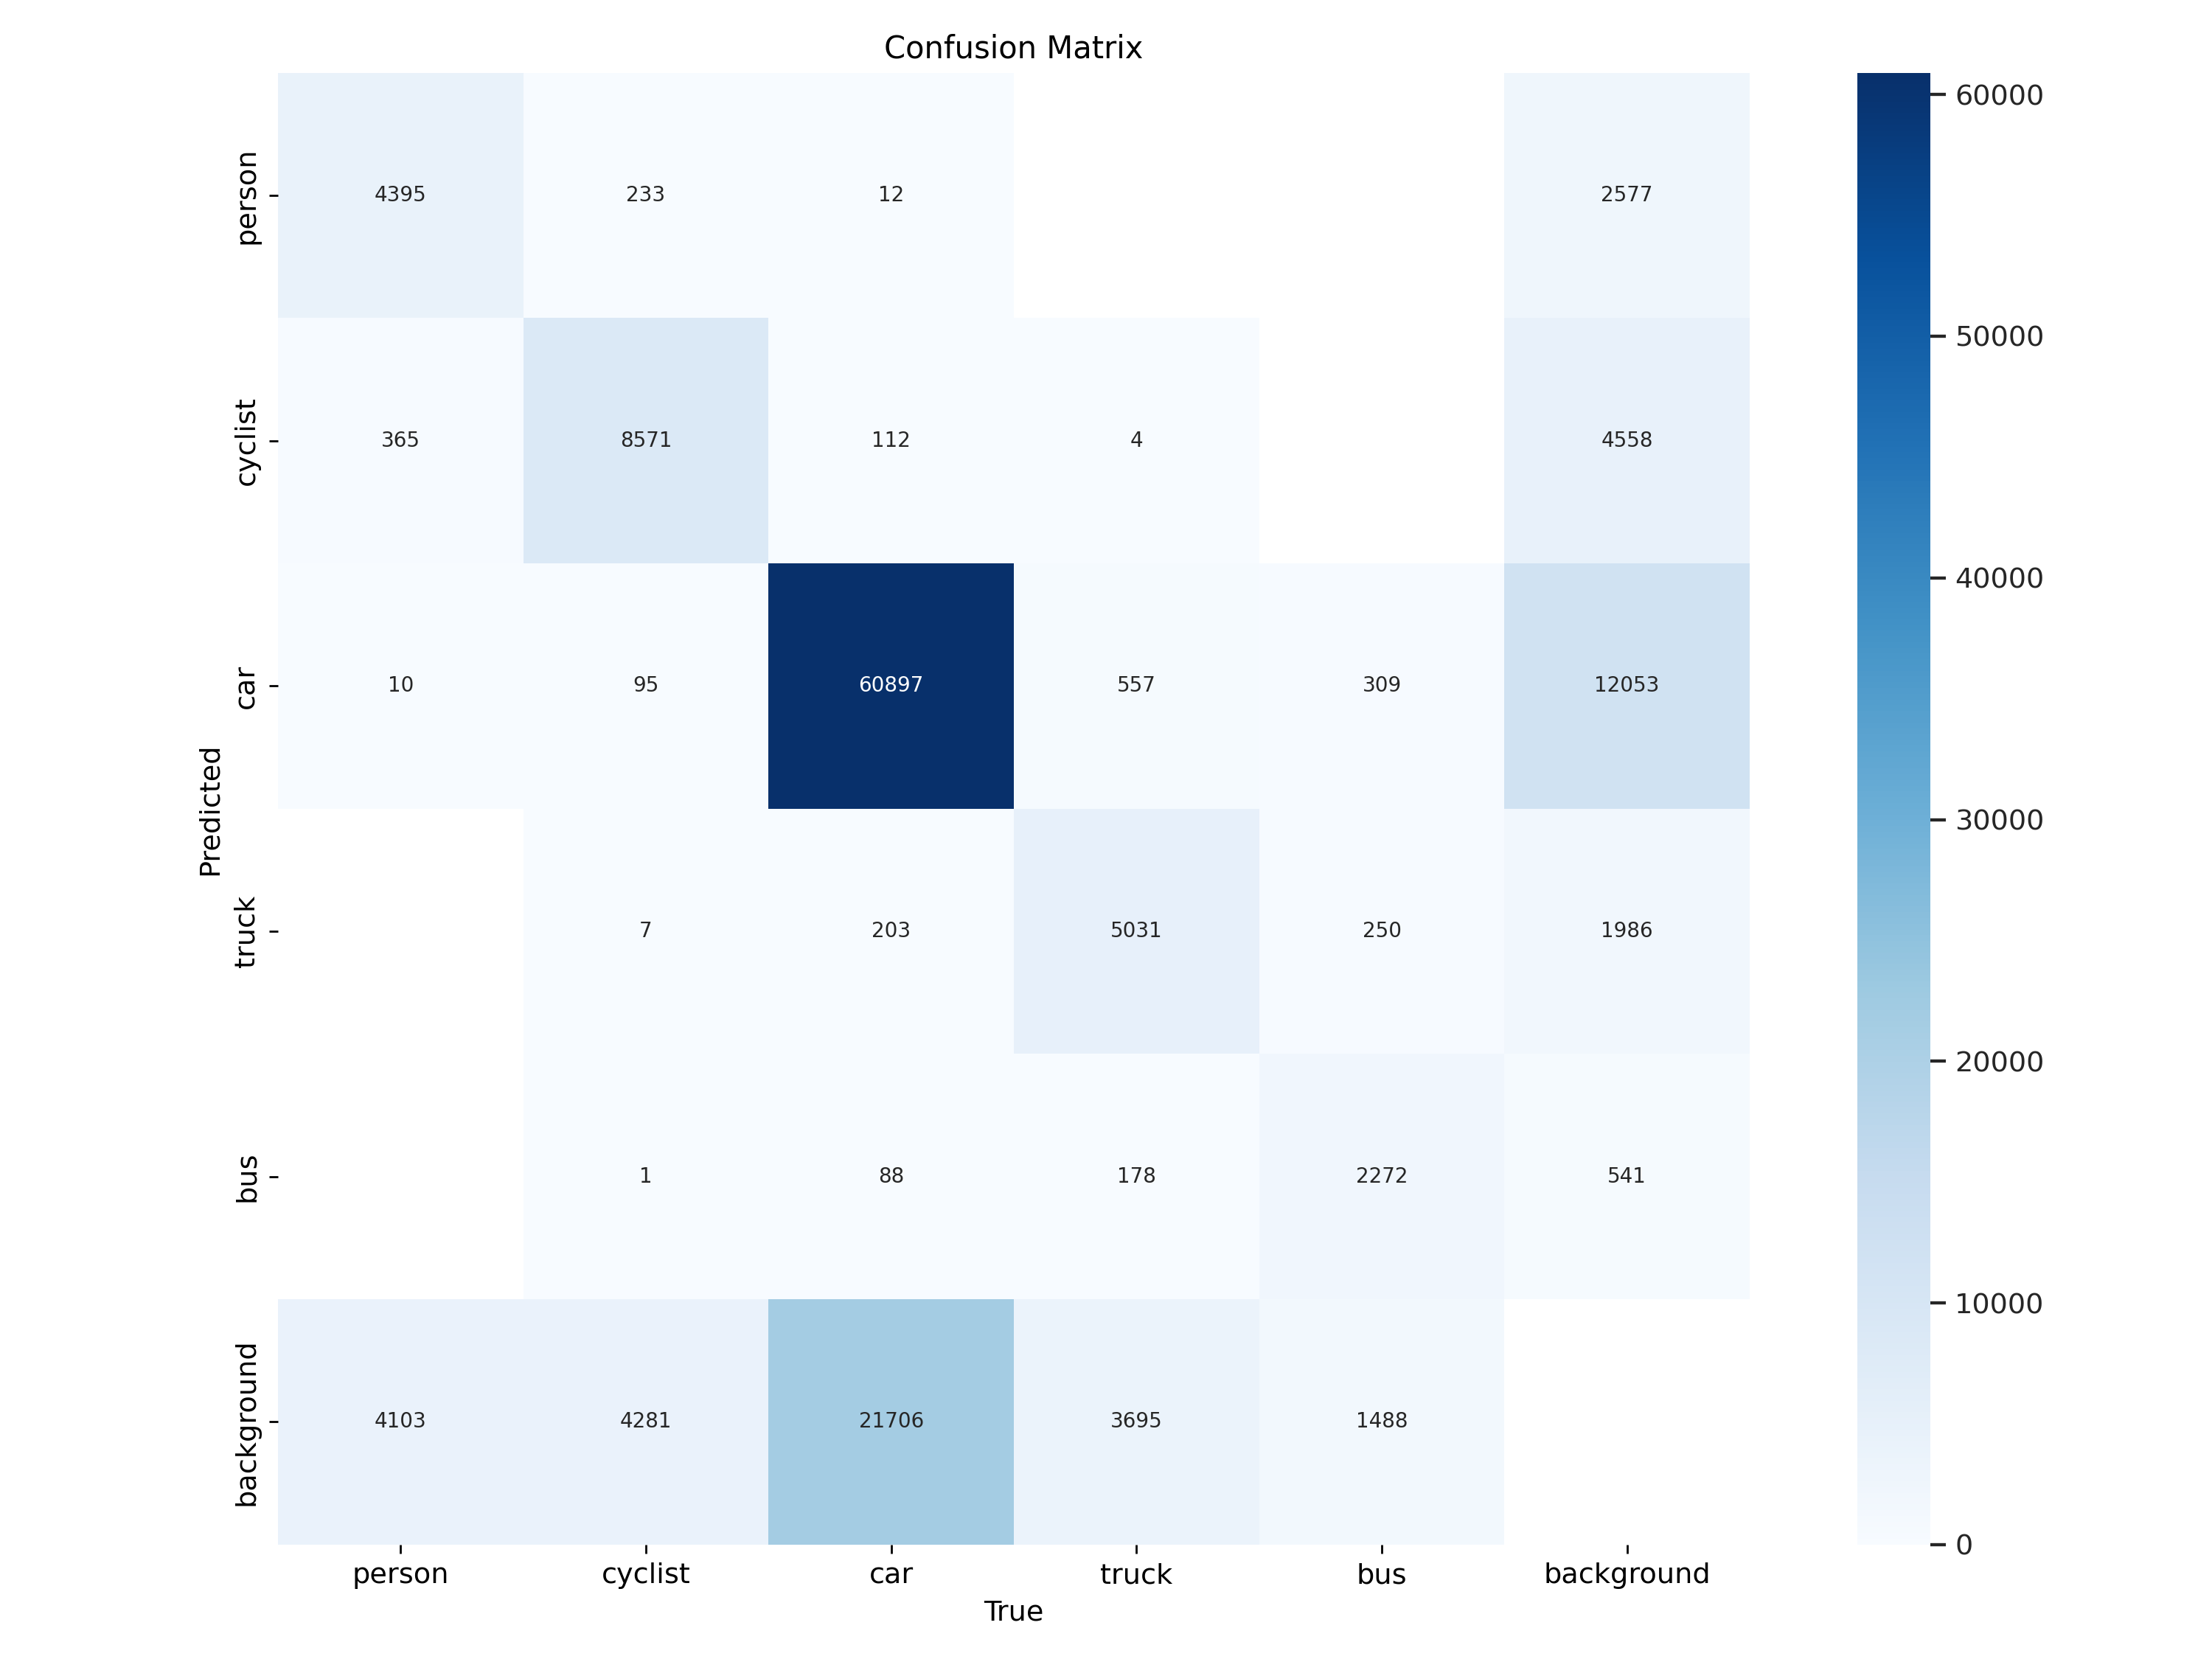 Confusion Matrix
person 4395 233 12 2577
cyclist 365 8571 112 4 4558
car 10 95 60897 557 309 12053
truck 7 203 5031 250 1986
bus 1 88 178 2272 541
background 4103 4281 21706 3695 1488
Predicted
person cyclist car truck bus background
True
60000
50000
40000
30000
20000
10000
0